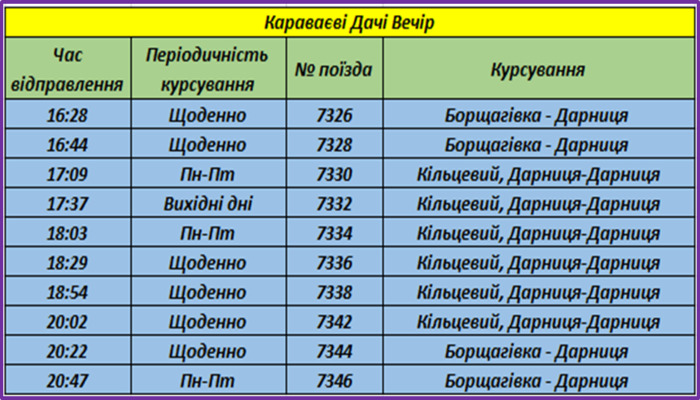 Караваєві Дачі Вечір
Час відправлення Періодичність курсування № поїзда Курсування
16:28 Щоденно 7326 Борщагівка - Дарниця
16:44 Щоденно 7328 Борщагівка - Дарниця
17:09 Пн-Пт 7330 Кільцевий, Дарниця-Дарниця
17:37 Вихідні дні 7332 Кільцевий, Дарниця-Дарниця
18:03 Пн-Пт 7334 Кільцевий, Дарниця-Дарниця
18:29 Щоденно 7336 Кільцевий, Дарниця-Дарниця
18:54 Щоденно 7338 Кільцевий, Дарниця-Дарниця
20:02 Щоденно 7342 Кільцевий, Дарниця-Дарниця
20:22 Щоденно 7344 Борщагівка - Дарниця
20:47 Пн-Пт 7346 Борщагівка - Дарниця